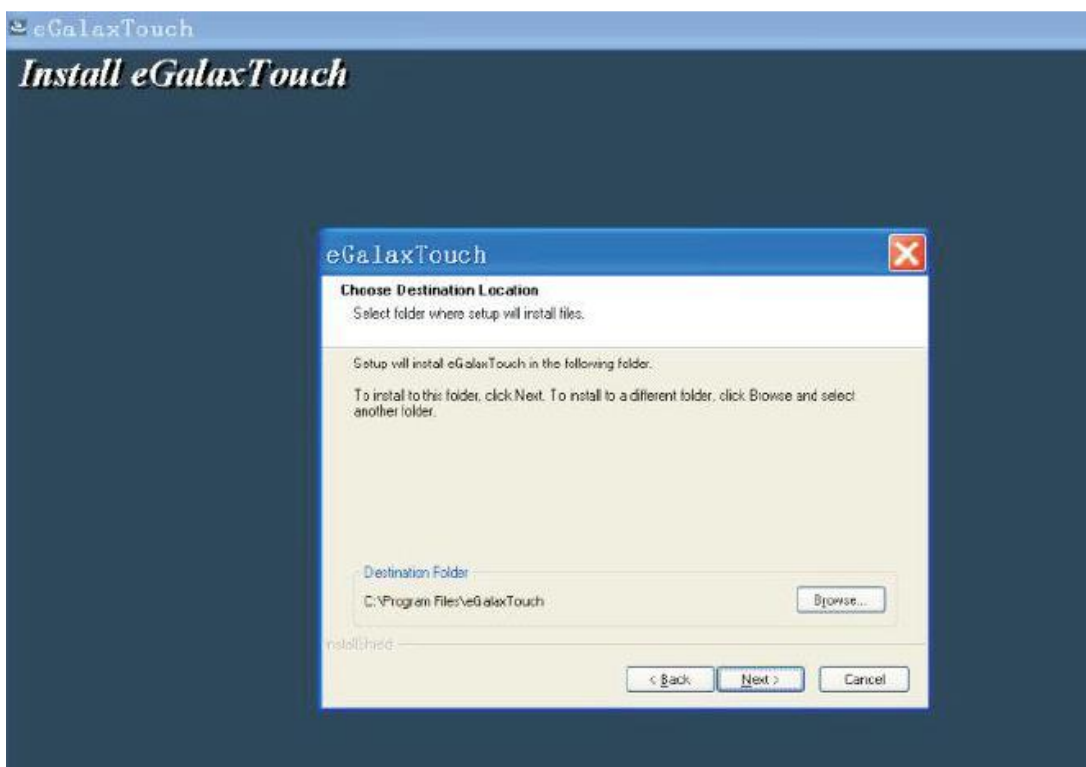 eGalaxTouch
Install eGalaxTouch
eGalaxTouch
Choose Destination Location
Select folder where setup will install files.
Setup will install eGalaxTouch in the following folder.
To install to this folder, click Next. To install to a different folder, click Browse and select
another folder.
Destination Folder
C:\Program Files\eGalaxTouch
Browse...
InstallShield
< Back
Next >
Cancel